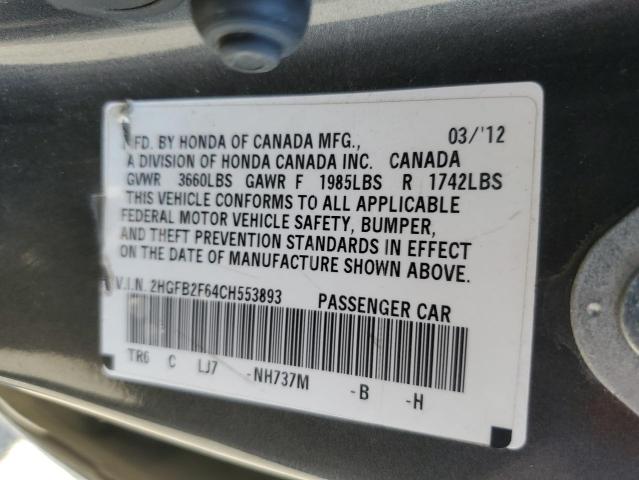 MFD. BY HONDA OF CANADA MFG., 03/'12
A DIVISION OF HONDA CANADA INC. CANADA
GVWR 3660LBS GAWR F 1985LBS R 1742LBS
THIS VEHICLE CONFORMS TO ALL APPLICABLE
FEDERAL MOTOR VEHICLE SAFETY, BUMPER,
AND THEFT PREVENTION STANDARDS IN EFFECT
ON THE DATE OF MANUFACTURE SHOWN ABOVE.
V.I.N. 2HGFB2F64CH553893 PASSENGER CAR
TR6 C LJ7 -NH737M -B -H